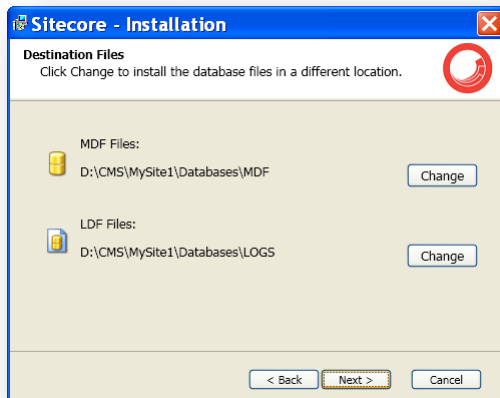 Sitecore - Installation
Destination Files
Click Change to install the database files in a different location.
MDF Files:
D:\CMS\MySite1\Databases\MDF
Change
LDF Files:
D:\CMS\MySite1\Databases\LOGS
Change
< Back
Next >
Cancel